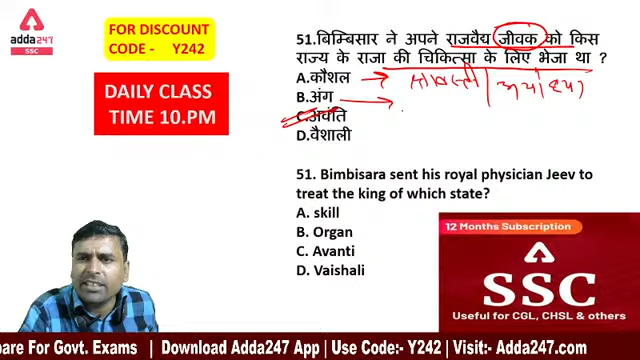 Adda247
SSC
FOR DISCOUNT
CODE - Y242
DAILY CLASS
TIME 10.PM
51.बिम्बिसार ने अपने राजवैद्य जीवक को किस
राज्य के राजा की चिकित्सा के लिए भेजा था ?
A.कौशल
B.अंग
C.अवंति
D.वैशाली
51. Bimbisara sent his royal physician Jeev to
treat the king of which state?
A. skill
B. Organ
C. Avanti
D. Vaishali
12 Months Subscription
SSC
Useful for CGL, CHSL & others
pare For Govt. Exams | Download Adda247 App | Use Code:- Y242 | Visit:- Adda247.com